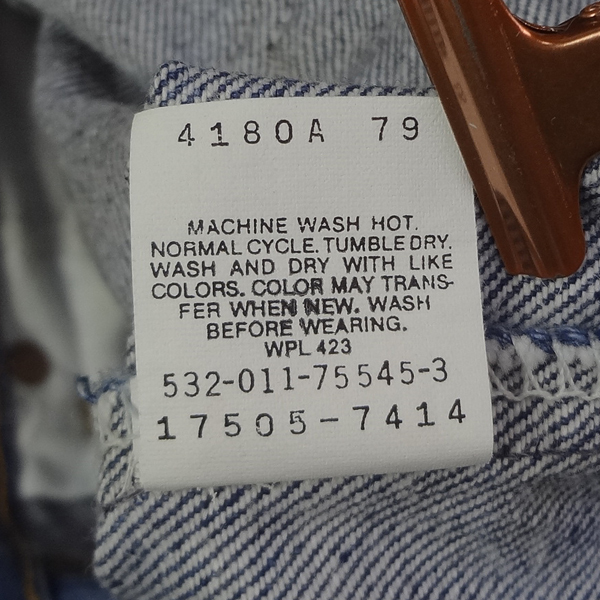 4180A 79
MACHINE WASH HOT.
NORMAL CYCLE. TUMBLE DRY.
WASH AND DRY WITH LIKE
COLORS. COLOR MAY TRANS-
FER WHEN NEW. WASH
BEFORE WEARING.
WPL 423
532-011-75545-3
17505-7414